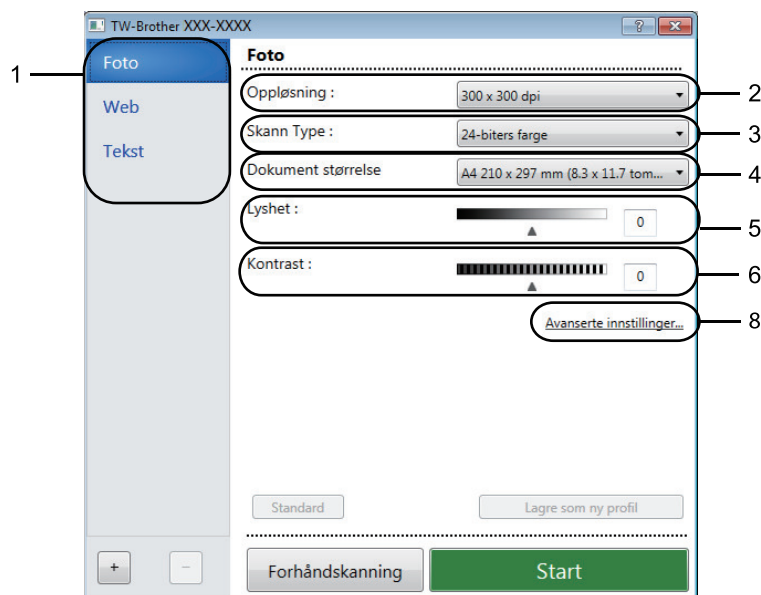 TW-Brother XXX-XXXX
Foto
Web
Tekst
Foto
Oppløsning :
300 x 300 dpi
Skann Type :
24-biters farge
Dokument størrelse
A4 210 x 297 mm (8.3 x 11.7 tom...
Lyshet :
0
Kontrast :
0
Avanserte innstillinger...
Standard
Lagre som ny profil
+
-
Forhåndskanning
Start
1
2
3
4
5
6
8